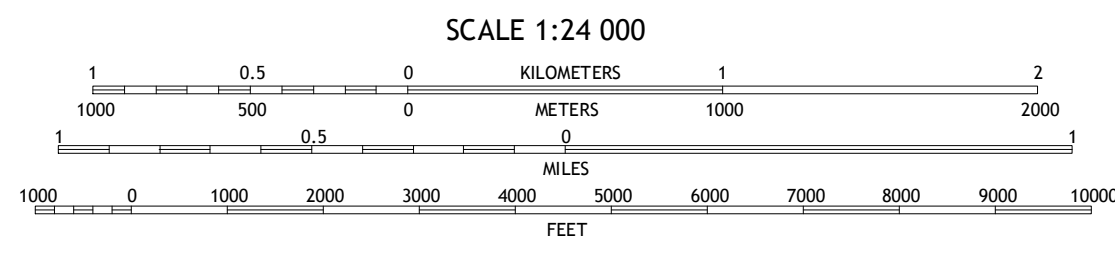 SCALE 1:24 000
1 0.5 0 KILOMETERS 1 2
1000 500 0 METERS 1000 2000
1 0.5 0 1
MILES
1000 0 1000 2000 3000 4000 5000 6000 7000 8000 9000 10000
FEET